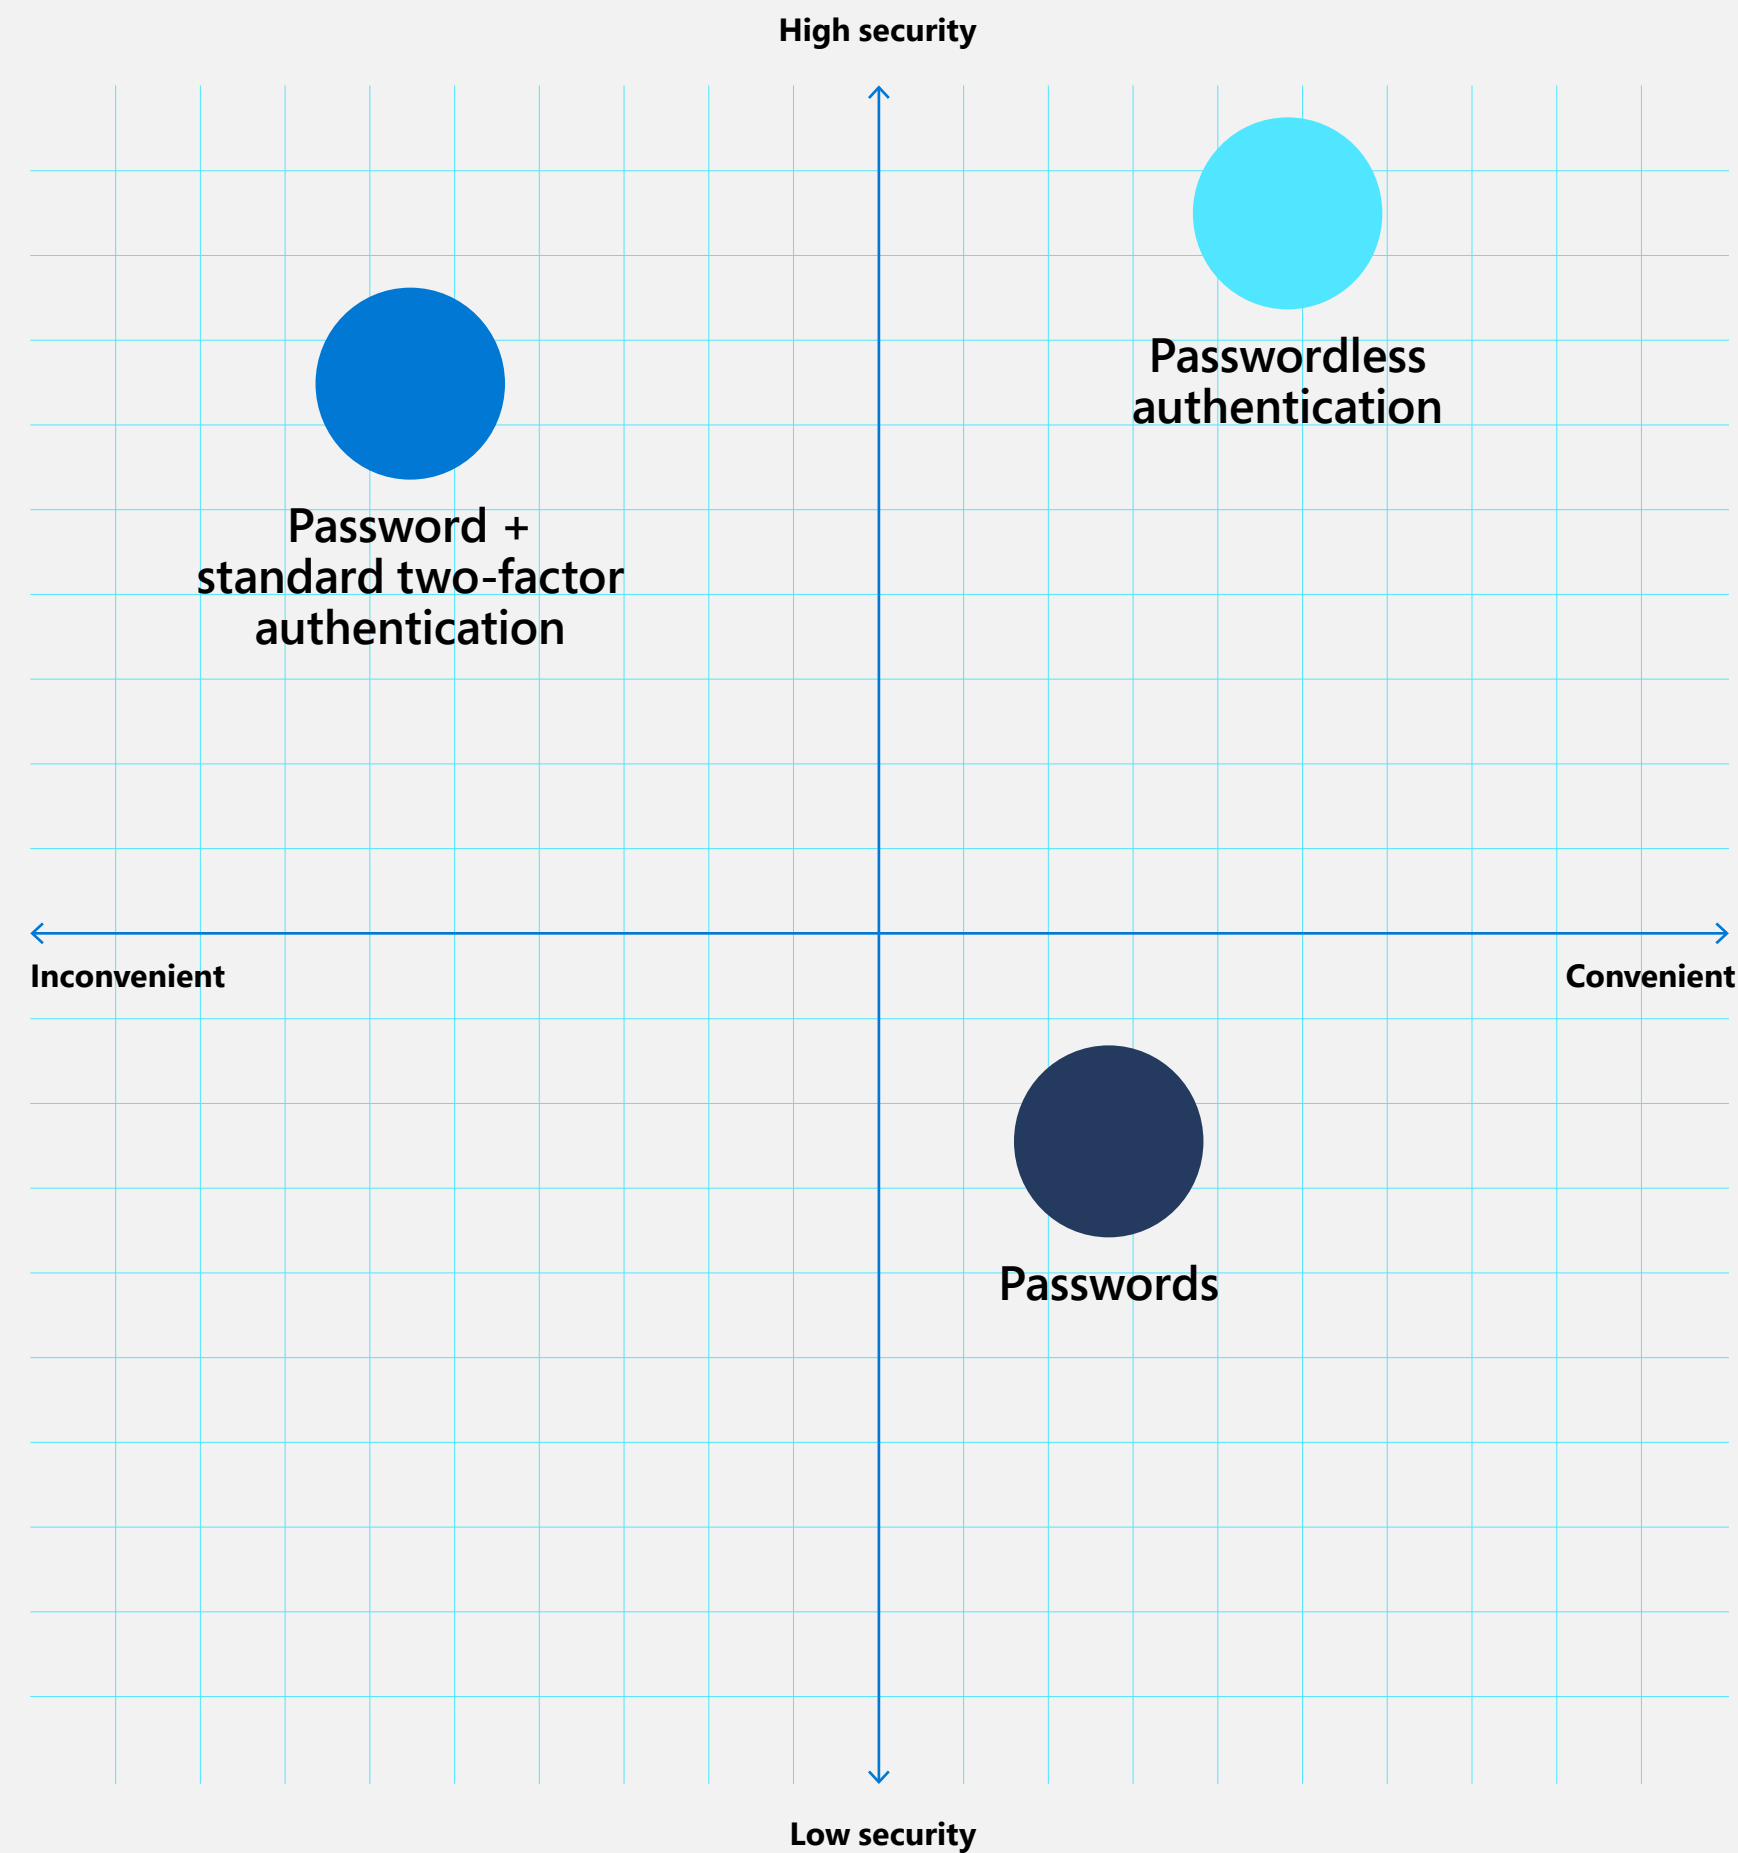 High security
Passwordless
authentication
Password +
standard two-factor
authentication
Inconvenient
Convenient
Passwords
Low security